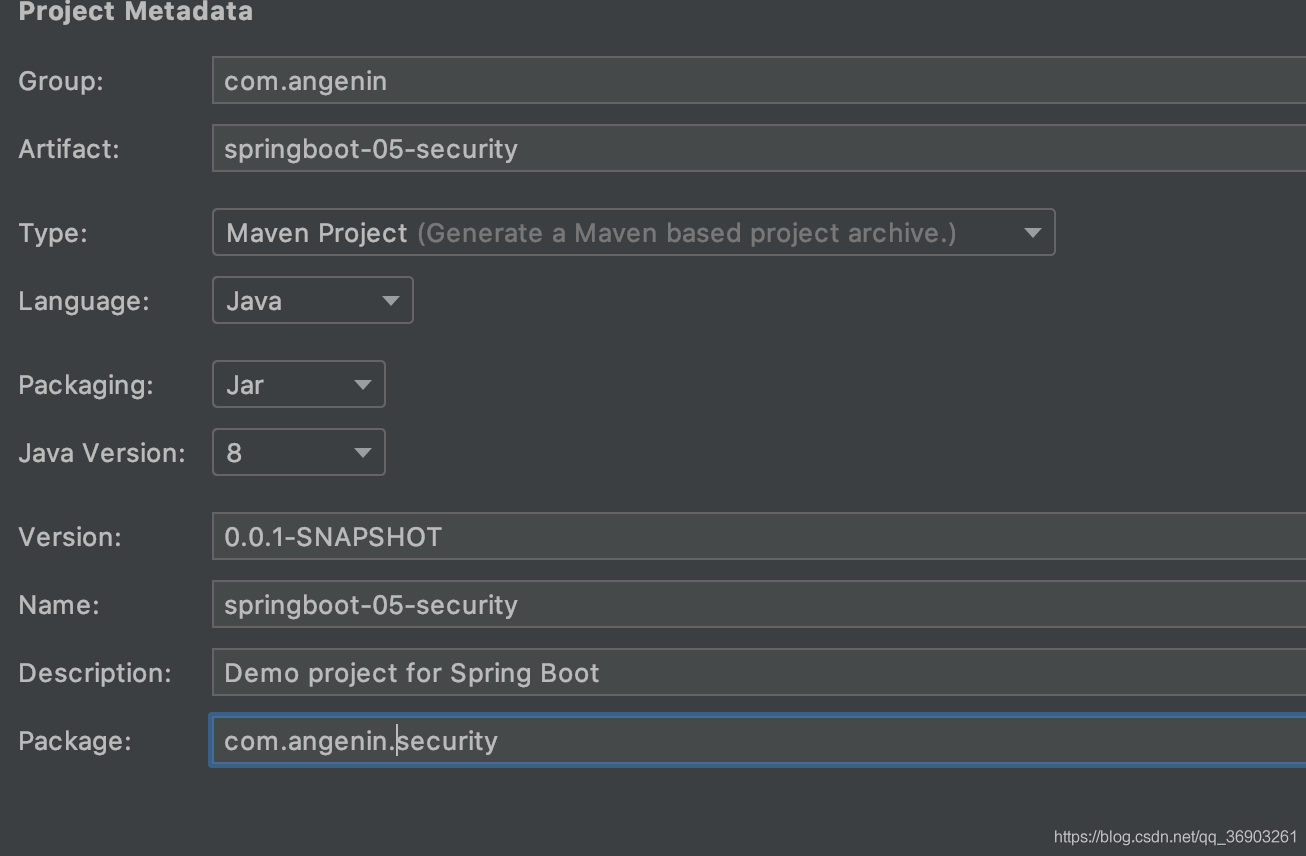 Project Metadata
Group: com.angenin
Artifact: springboot-05-security
Type: Maven Project (Generate a Maven based project archive.)
Language: Java
Packaging: Jar
Java Version: 8
Version: 0.0.1-SNAPSHOT
Name: springboot-05-security
Description: Demo project for Spring Boot
Package: com.angenin.security
https://blog.csdn.net/qq_36903261